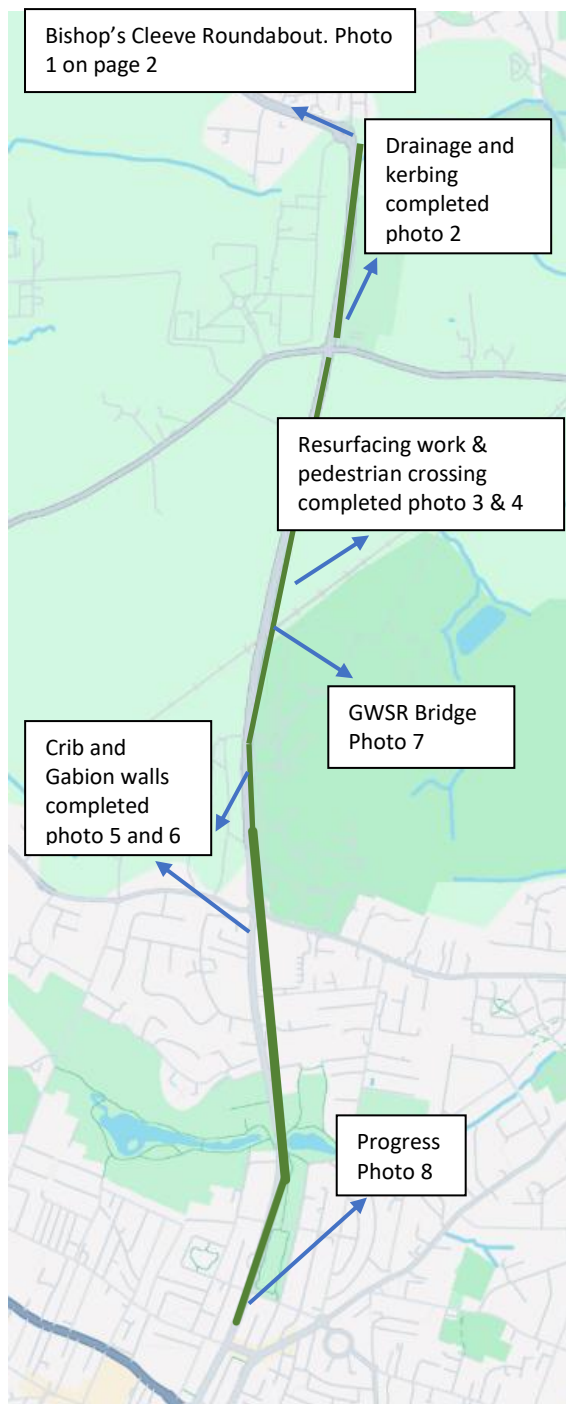 Bishop’s Cleeve Roundabout. Photo
1 on page 2
Drainage and
kerbing
completed
photo 2
Resurfacing work &
pedestrian crossing
completed photo 3 & 4
GWSR Bridge
Photo 7
Crib and
Gabion walls
completed
photo 5 and 6
Progress
Photo 8